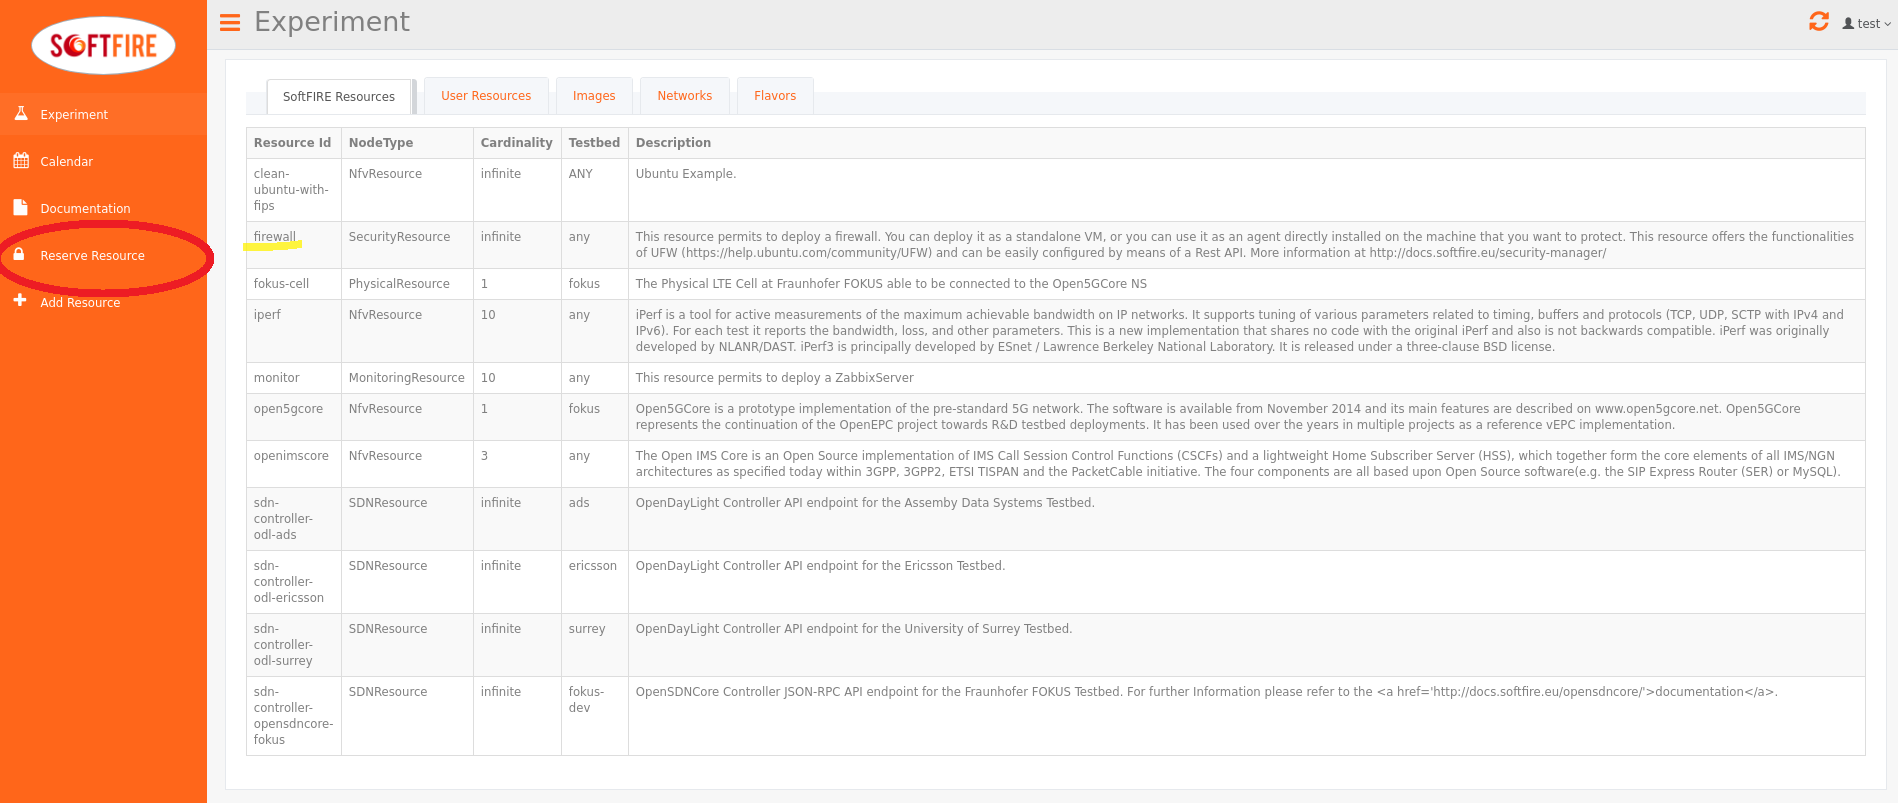 SOFTFIRE
Experiment
test
Experiment
Calendar
Documentation
Reserve Resource
Add Resource
SoftFIRE Resources User Resources Images Networks Flavors
Resource Id NodeType Cardinality Testbed Description
clean-
ubuntu-with-
fips
NfvResource infinite ANY Ubuntu Example.
firewall SecurityResource infinite any This resource permits to deploy a firewall. You can deploy it as a standalone VM, or you can use it as an agent directly installed on the machine that you want to protect. This resource offers the functionalities
of UFW (https://help.ubuntu.com/community/UFW) and can be easily configured by means of a Rest API. More information at http://docs.softfire.eu/security-manager/
fokus-cell PhysicalResource 1 fokus The Physical LTE Cell at Fraunhofer FOKUS able to be connected to the Open5GCore NS
iperf NfvResource 10 any iPerf is a tool for active measurements of the maximum achievable bandwidth on IP networks. It supports tuning of various parameters related to timing, buffers and protocols (TCP, UDP, SCTP with IPv4 and
IPv6). For each test it reports the bandwidth, loss, and other parameters. This is a new implementation that shares no code with the original iPerf and also is not backwards compatible. iPerf was originally
developed by NLANR/DAST. iPerf3 is principally developed by ESnet / Lawrence Berkeley National Laboratory. It is released under a three-clause BSD license.
monitor MonitoringResource 10 any This resource permits to deploy a ZabbixServer
open5gcore NfvResource 1 fokus Open5GCore is a prototype implementation of the pre-standard 5G network. The software is available from November 2014 and its main features are described on www.open5gcore.net. Open5GCore
represents the continuation of the OpenEPC project towards R&D testbed deployments. It has been used over the years in multiple projects as a reference vEPC implementation.
openimscore NfvResource 3 any The Open IMS Core is an Open Source implementation of IMS Call Session Control Functions (CSCFs) and a lightweight Home Subscriber Server (HSS), which together form the core elements of all IMS/NGN
architectures as specified today within 3GPP, 3GPP2, ETSI TISPAN and the PacketCable initiative. The four components are all based upon Open Source software(e.g. the SIP Express Router (SER) or MySQL).
sdn-
controller-
odl-ads
SDNResource infinite ads OpenDayLight Controller API endpoint for the Assemby Data Systems Testbed.
sdn-
controller-
odl-ericsson
SDNResource infinite ericsson OpenDayLight Controller API endpoint for the Ericsson Testbed.
sdn-
controller-
odl-surrey
SDNResource infinite surrey OpenDayLight Controller API endpoint for the University of Surrey Testbed.
sdn-
controller-
opensdncore-
fokus
SDNResource infinite fokus-
dev
OpenSDNCore Controller JSON-RPC API endpoint for the Fraunhofer FOKUS Testbed. For further Information please refer to the <a href='http://docs.softfire.eu/opensdncore/'>documentation</a>.